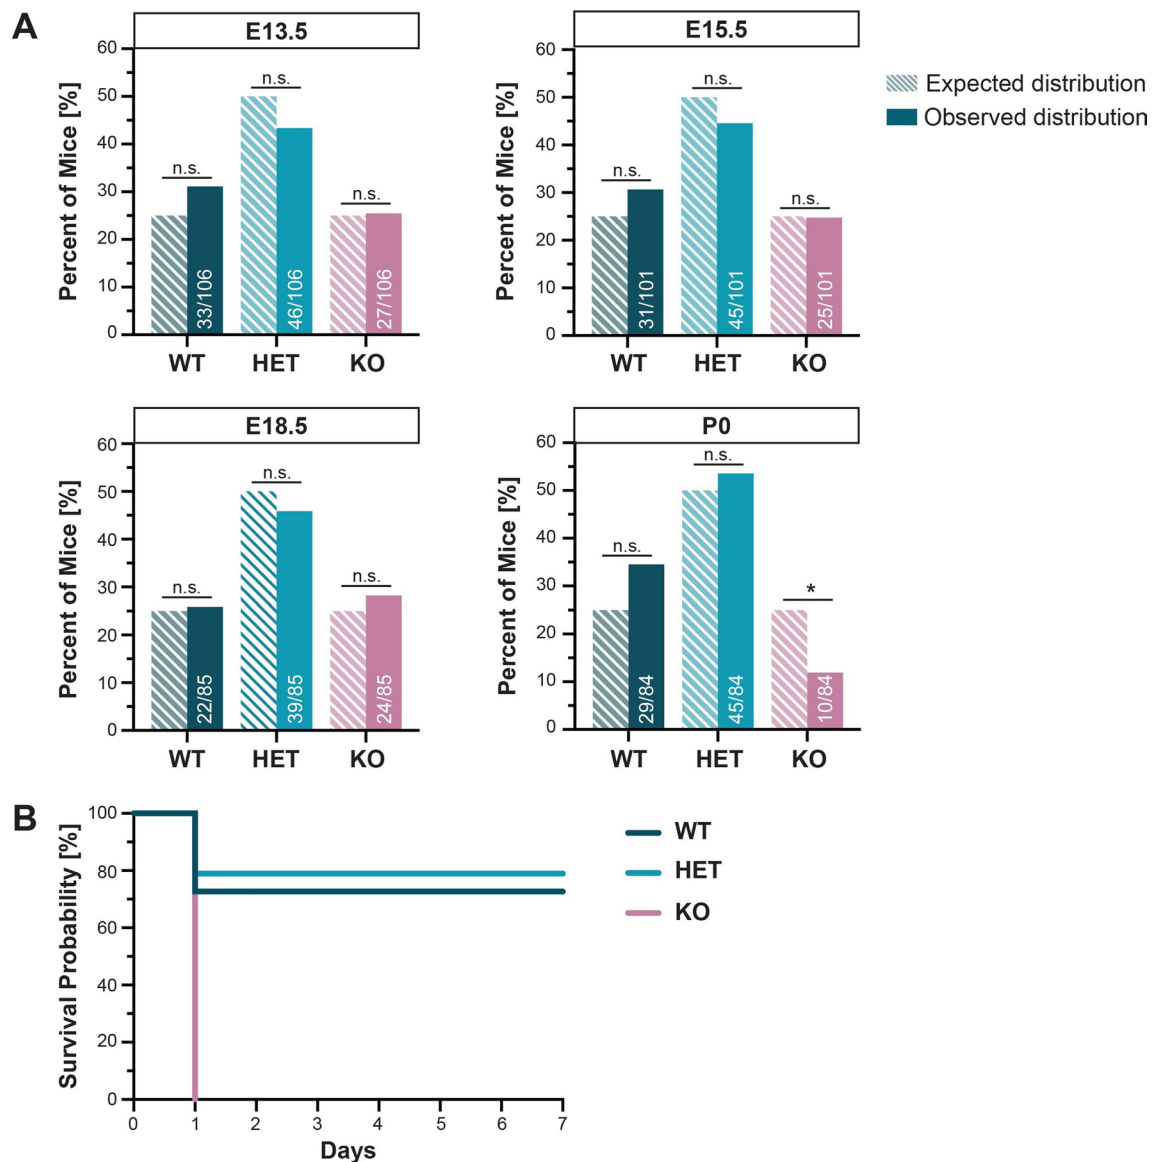 A
E13.5
Percent of Mice [%]
60
50
40
30
20
10
0
n.s.
n.s.
n.s.
33/106
46/106
27/106
WT HET KO
E15.5
Percent of Mice [%]
60
50
40
30
20
10
0
n.s.
n.s.
n.s.
31/101
45/101
25/101
WT HET KO
Expected distribution
Observed distribution
E18.5
Percent of Mice [%]
60
50
40
30
20
10
0
n.s.
n.s.
n.s.
22/85
39/85
24/85
WT HET KO
P0
Percent of Mice [%]
60
50
40
30
20
10
0
n.s.
n.s.
*
29/84
45/84
10/84
WT HET KO
B
Survival Probability [%]
100
80
60
40
20
0
0 1 2 3 4 5 6 7
Days
WT
HET
KO